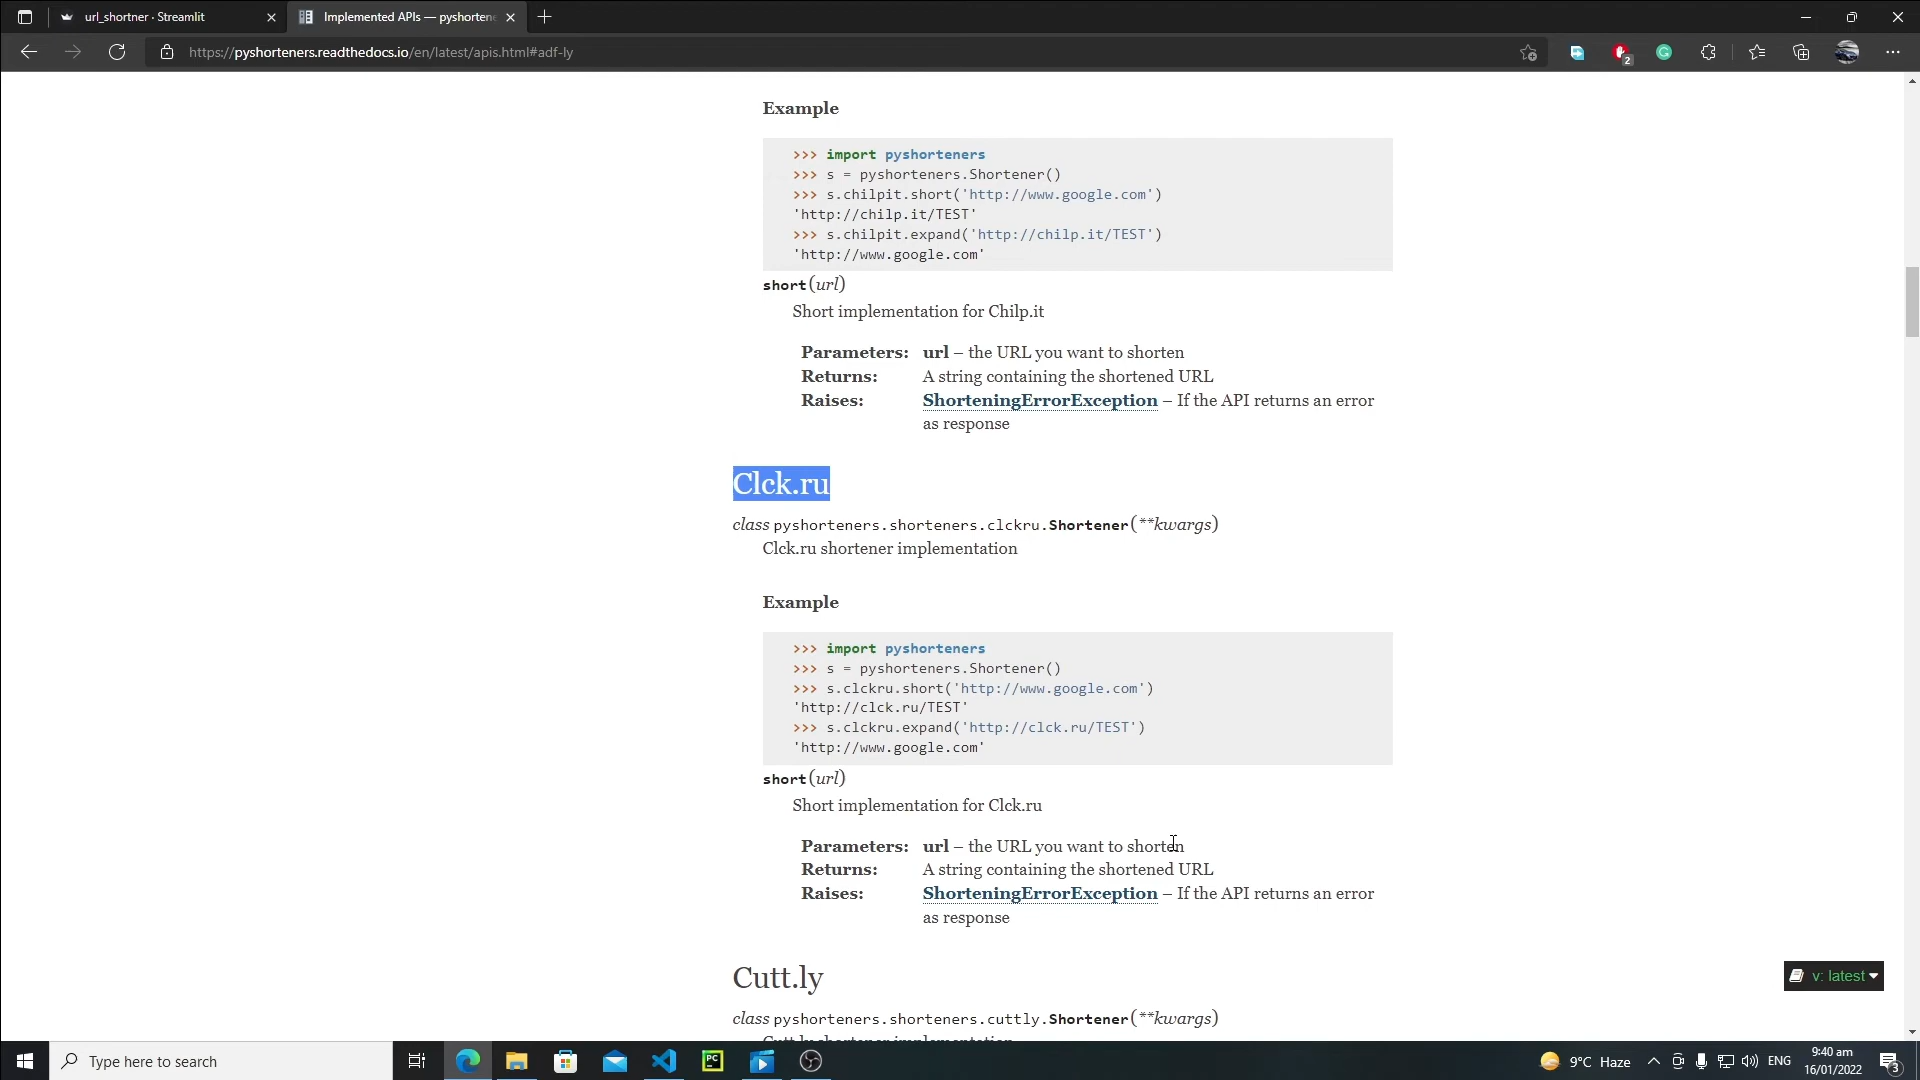 url_shortner · Streamlit
Implemented APIs — pyshortene
https://pyshorteners.readthedocs.io/en/latest/apis.html#adf-ly
2
Example
>>> import pyshorteners
>>> s = pyshorteners.Shortener()
>>> s.chilpit.short('http://www.google.com')
'http://chilp.it/TEST'
>>> s.chilpit.expand('http://chilp.it/TEST')
'http://www.google.com'
short(url)
Short implementation for Chilp.it
Parameters: url – the URL you want to shorten
Returns: A string containing the shortened URL
Raises: ShorteningErrorException – If the API returns an error
as response
Clck.ru
class pyshorteners.shorteners.clckru.Shortener(**kwargs)
Clck.ru shortener implementation
Example
>>> import pyshorteners
>>> s = pyshorteners.Shortener()
>>> s.clckru.short('http://www.google.com')
'http://clck.ru/TEST'
>>> s.clckru.expand('http://clck.ru/TEST')
'http://www.google.com'
short(url)
Short implementation for Clck.ru
Parameters: url – the URL you want to shorten
Returns: A string containing the shortened URL
Raises: ShorteningErrorException – If the API returns an error
as response
Cutt.ly
v: latest
class pyshorteners.shorteners.cuttly.Shortener(**kwargs)
Cutt.ly shortener implementation
Type here to search
PC
9°C Haze
ENG
9:40 am
16/01/2022
3